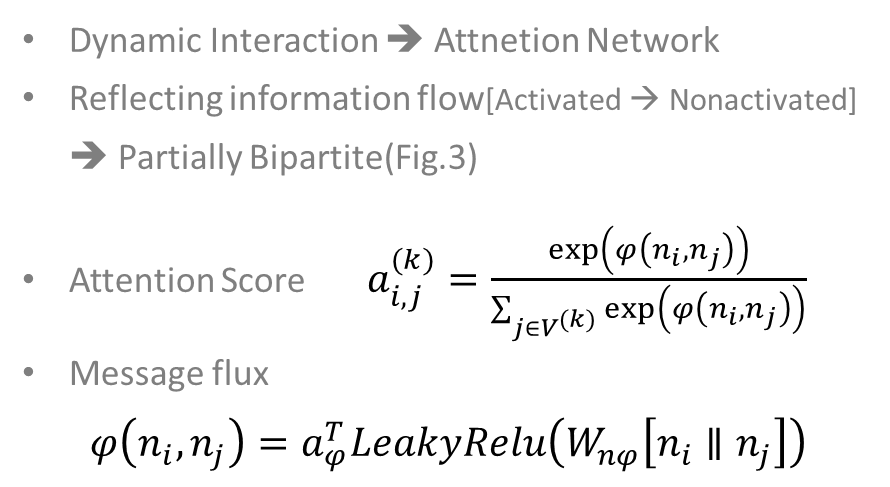 • Dynamic Interaction ➔ Attnetion Network
• Reflecting information flow[Activated → Nonactivated]
➔ Partially Bipartite(Fig.3)
• Attention Score a_{i,j}^{(k)} = \frac{exp(φ(n_i,n_j))}{∑_{j∈V^{(k)}} exp(φ(n_i,n_j))}
• Message flux
φ(n_i,n_j) = a_φ^T LeakyRelu(W_{nφ}[n_i ∥ n_j])